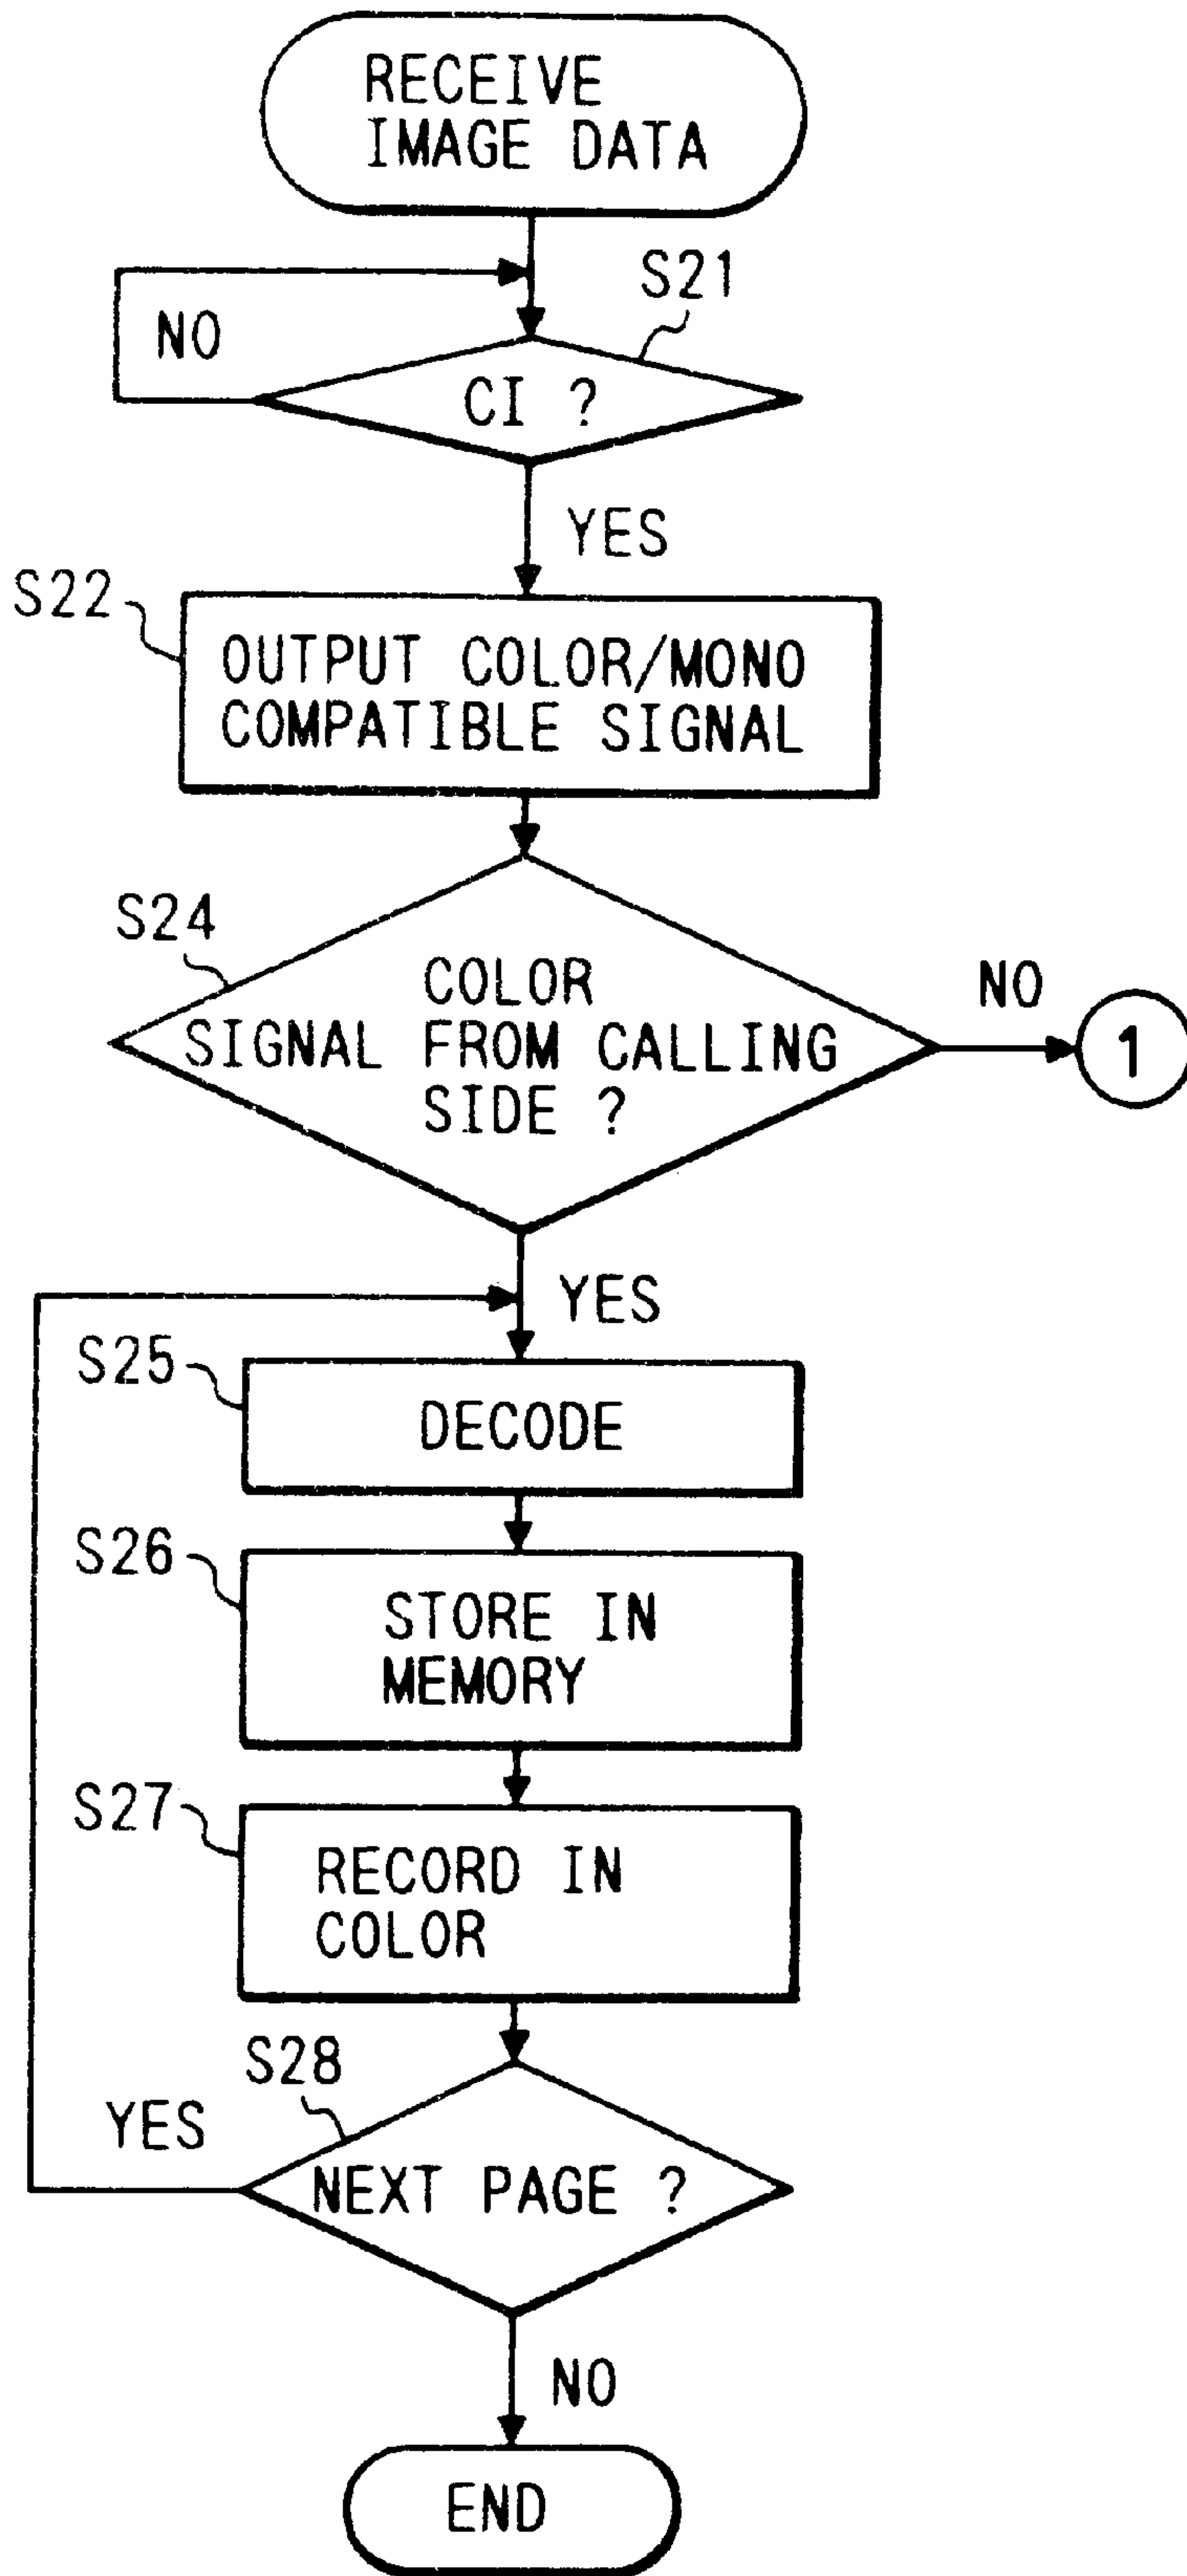 RECEIVE
IMAGE DATA
S21
NO
CI ?
YES
S22
OUTPUT COLOR/MONO
COMPATIBLE SIGNAL
S24
COLOR
SIGNAL FROM CALLING
SIDE ?
NO
1
YES
S25
DECODE
S26
STORE IN
MEMORY
S27
RECORD IN
COLOR
S28
YES
NEXT PAGE ?
NO
END